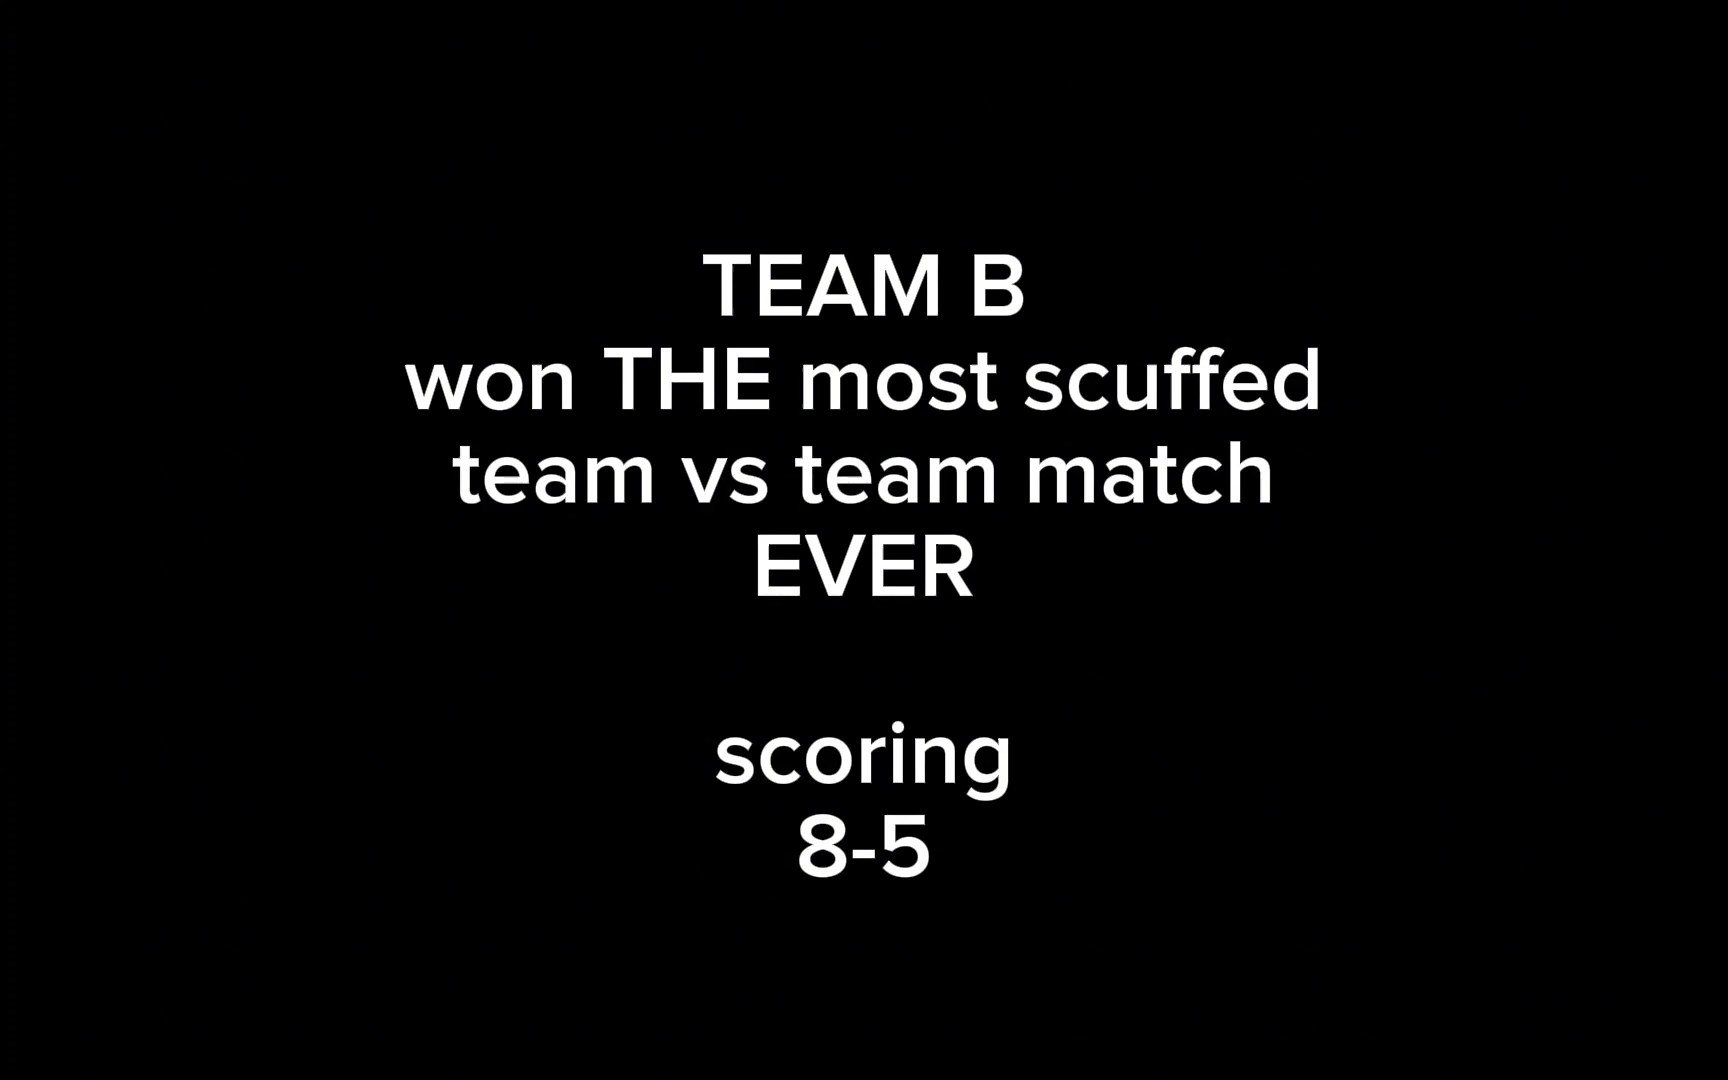 TEAM B
won THE most scuffed
team vs team match
EVER
scoring
8-5